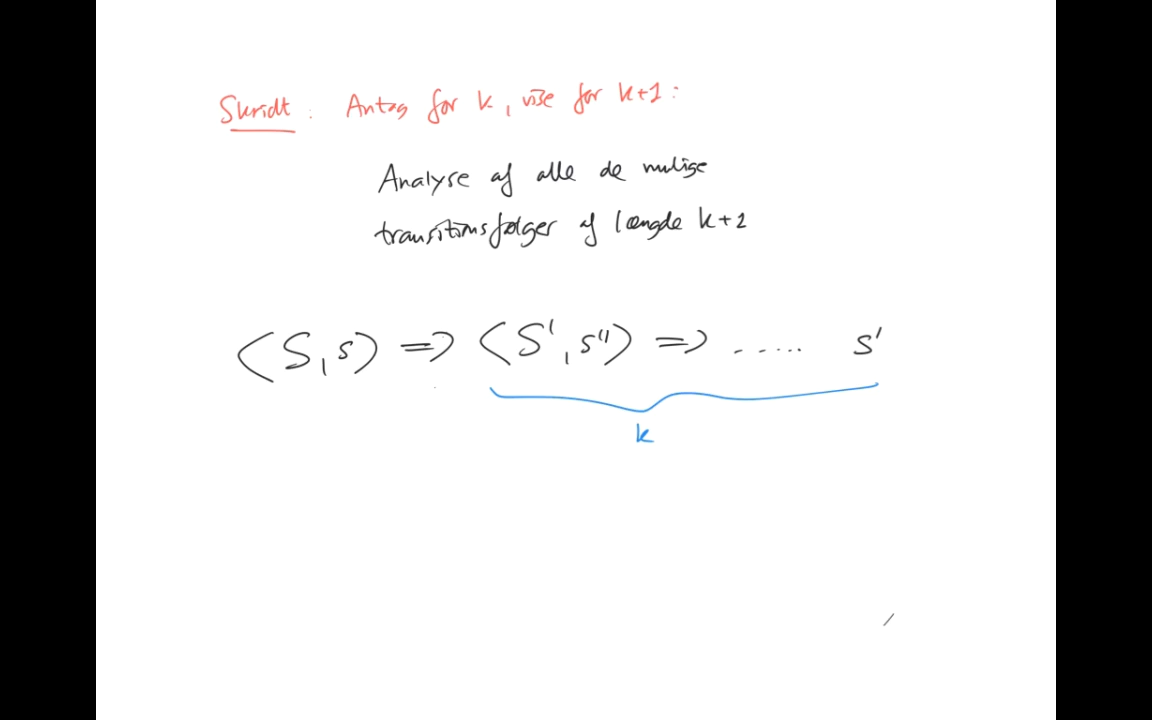 Skridt : Antag for k, vise for k+1:
Analyse af alle de mulige
transitionsfølger af længde k+1
⟨S, s⟩ ⇒ ⟨S', s''⟩ ⇒ ..... s'
k